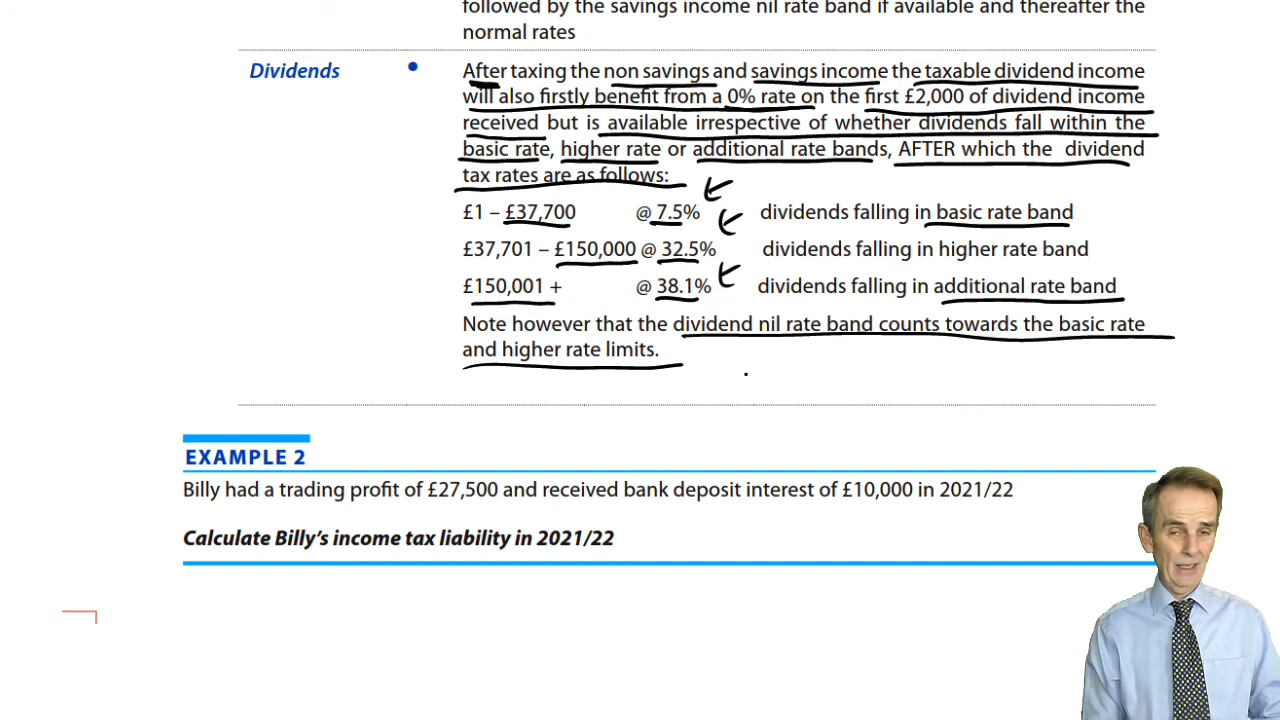 followed by the savings income nil rate band if available and thereafter the
normal rates
Dividends • After taxing the non savings and savings income the taxable dividend income
will also firstly benefit from a 0% rate on the first £2,000 of dividend income
received but is available irrespective of whether dividends fall within the
basic rate, higher rate or additional rate bands, AFTER which the dividend
tax rates are as follows:
£1 – £37,700 @ 7.5% dividends falling in basic rate band
£37,701 – £150,000 @ 32.5% dividends falling in higher rate band
£150,001 + @ 38.1% dividends falling in additional rate band
Note however that the dividend nil rate band counts towards the basic rate
and higher rate limits.
EXAMPLE 2
Billy had a trading profit of £27,500 and received bank deposit interest of £10,000 in 2021/22
Calculate Billy's income tax liability in 2021/22